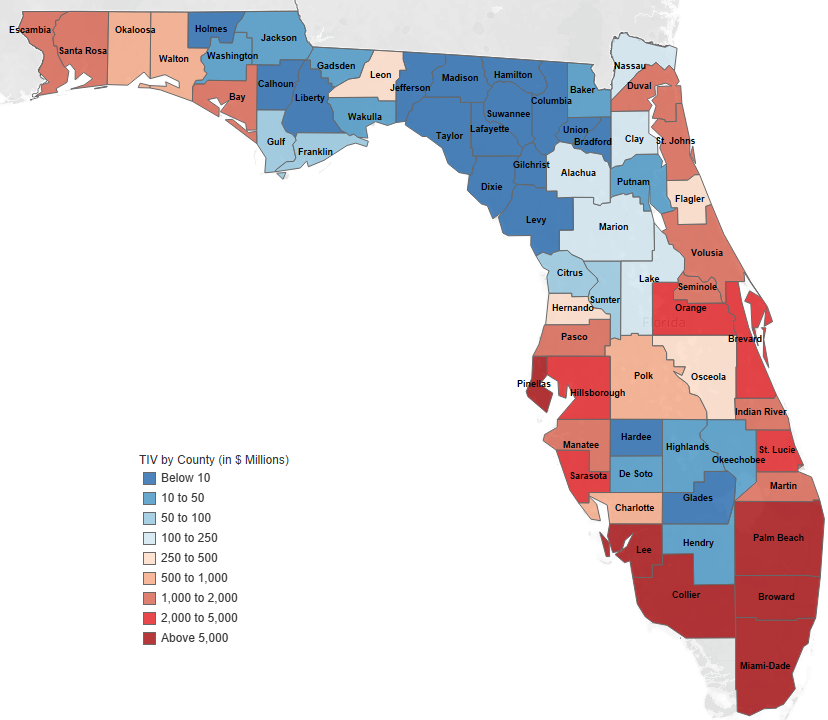 Holmes
Escambia
Okaloosa
Jackson
Santa Rosa
Walton
Washington
Gadsden
Leon
Madison
Hamilton
Nassau
Calhoun
Jefferson
Duval
Baker
Bay
Liberty
Columbia
Wakulla
Suwannee
Taylor
Lafayette
Union
Gulf
Bradford
Clay
St. Johns
Franklin
Gilchrist
Alachua
Dixie
Putnam
Flagler
Levy
Marion
Volusia
Citrus
Lake
Seminole
Sumter
Hernando
Orange
Florida
Pasco
Brevard
Polk
Osceola
Pinellas
Hillsborough
Indian River
Hardee
Manatee
Highlands
St. Lucie
Okeechobee
Sarasota
De Soto
Martin
Glades
Charlotte
Palm Beach
Hendry
Lee
Collier
Broward
Miami-Dade
TIV by County (in $ Millions)
Below 10
10 to 50
50 to 100
100 to 250
250 to 500
500 to 1,000
1,000 to 2,000
2,000 to 5,000
Above 5,000